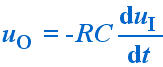 u_O = -RC du_I/dt